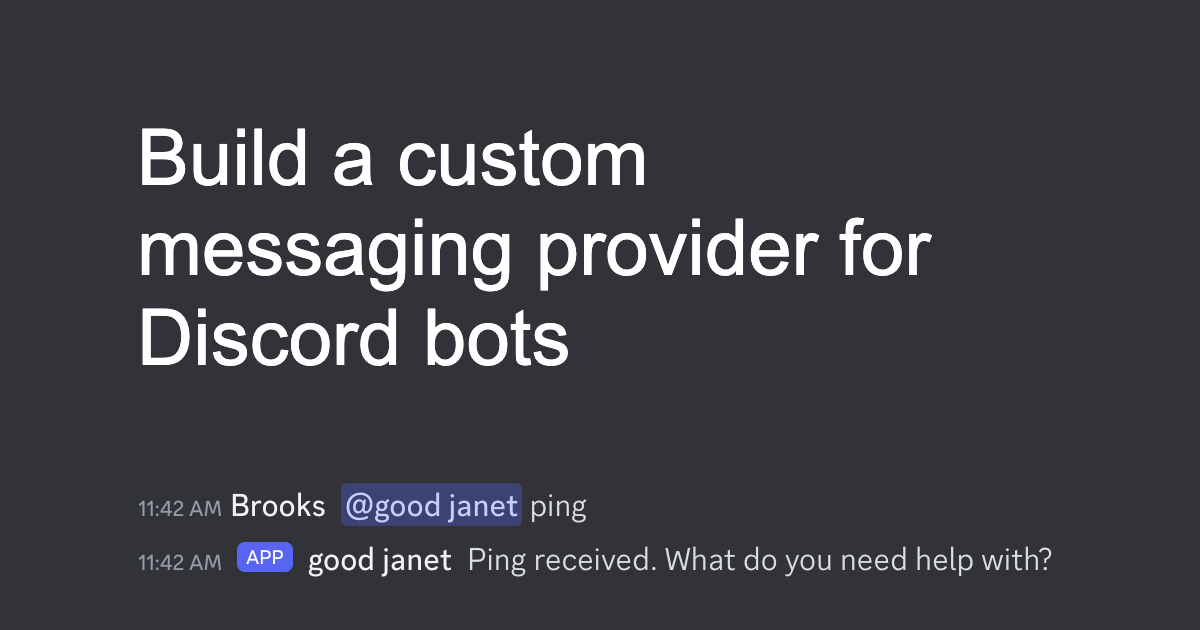 Build a custom
messaging provider for
Discord bots
11:42 AM Brooks @good janet ping
11:42 AM APP good janet Ping received. What do you need help with?